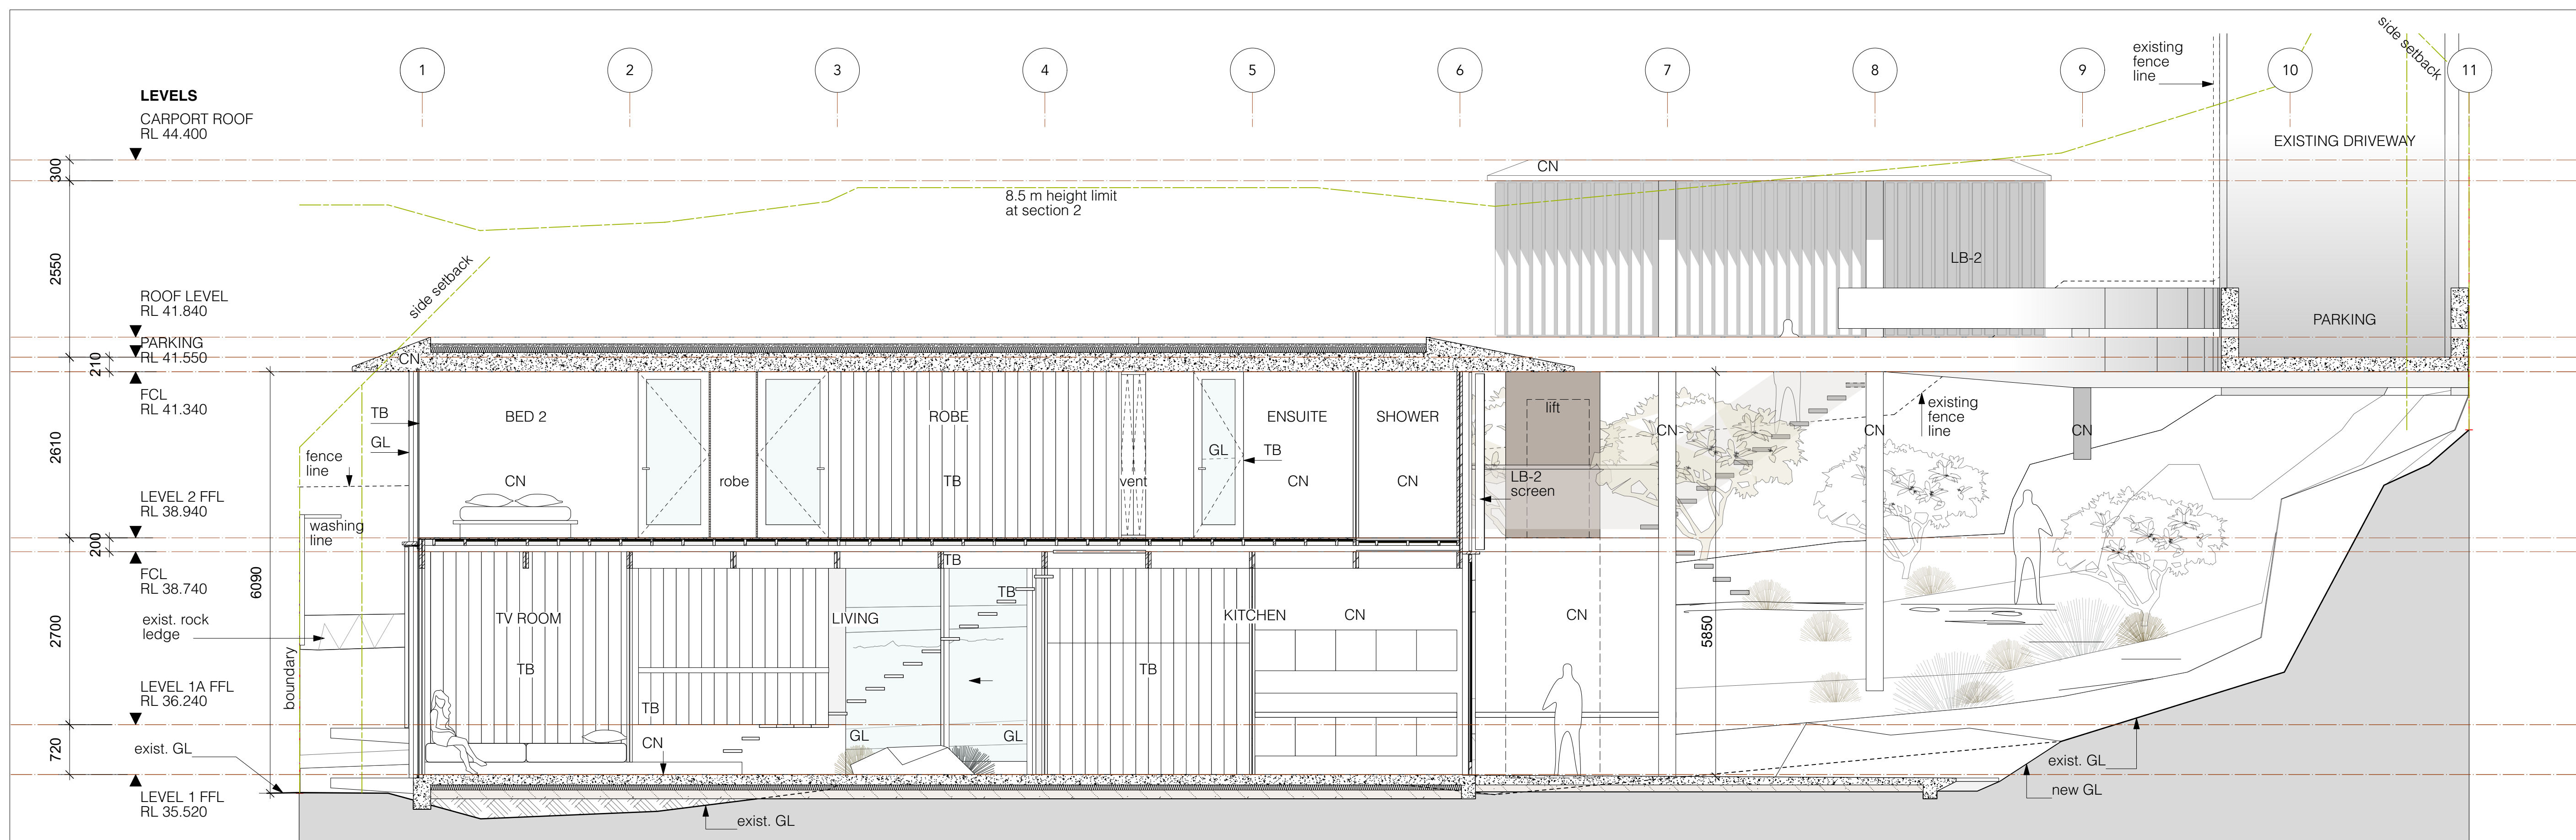 1
2
3
4
5
6
7
8
9
10
11
side setback
existing
fence
line
LEVELS
CARPORT ROOF
RL 44.400
300
EXISTING DRIVEWAY
CN
8.5 m height limit
at section 2
2550
LB-2
side setback
ROOF LEVEL
RL 41.840
PARKING
PARKING
RL 41.550
CN
210
FCL
RL 41.340
TB
GL
BED 2
ROBE
ENSUITE
SHOWER
lift
existing
fence
line
CN
CN
CN
GL
TB
2610
fence
line
CN
robe
TB
vent
CN
CN
LB-2
screen
LEVEL 2 FFL
RL 38.940
washing
line
200
FCL
RL 38.740
6090
TB
TB
exist. rock
ledge
TV ROOM
LIVING
KITCHEN
CN
CN
5850
2700
TB
TB
boundary
LEVEL 1A FFL
RL 36.240
TB
GL
GL
CN
720
exist. GL
exist. GL
new GL
LEVEL 1 FFL
RL 35.520
exist. GL